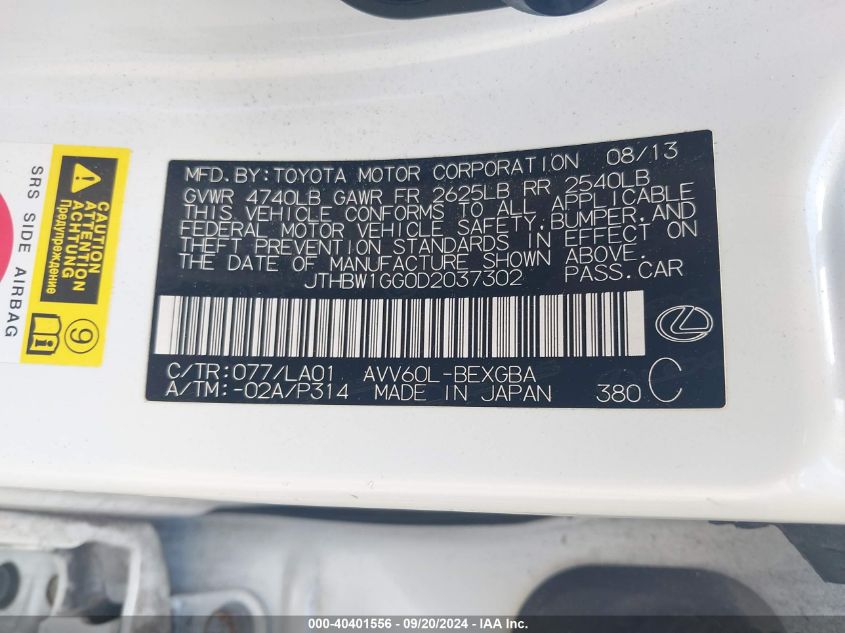 MFD.BY:TOYOTA MOTOR CORPORATION 08/13
GVWR 4740LB GAWR FR 2625LB RR 2540LB
THIS VEHICLE CONFORMS TO ALL APPLICABLE
FEDERAL MOTOR VEHICLE SAFETY,BUMPER,AND
THEFT PREVENTION STANDARDS IN EFFECT ON
THE DATE OF MANUFACTURE SHOWN ABOVE.
JTHBW1GG0D2037302 PASS.CAR
C/TR:077/LA01 AVV60L-BEXGBA
A/TM:-02A/P314 MADE IN JAPAN 380 C
SRS SIDE AIRBAG
CAUTION
ATTENTION
ACHTUNG
Предупреждение
9
000-40401556 - 09/20/2024 - IAA Inc.